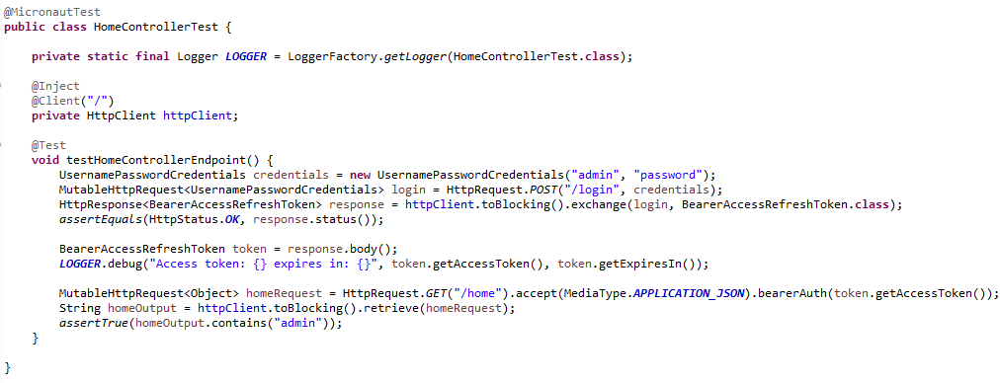 @MicronautTest
public class HomeControllerTest {
private static final Logger LOGGER = LoggerFactory.getLogger(HomeControllerTest.class);
@Inject
@Client("/")
private HttpClient httpClient;
@Test
void testHomeControllerEndpoint() {
UsernamePasswordCredentials credentials = new UsernamePasswordCredentials("admin", "password");
MutableHttpRequest<UsernamePasswordCredentials> login = HttpRequest.POST("/login", credentials);
HttpResponse<BearerAccessRefreshToken> response = httpClient.toBlocking().exchange(login, BearerAccessRefreshToken.class);
assertEquals(HttpStatus.OK, response.status());
BearerAccessRefreshToken token = response.body();
LOGGER.debug("Access token: {} expires in: {}", token.getAccessToken(), token.getExpiresIn());
MutableHttpRequest<Object> homeRequest = HttpRequest.GET("/home").accept(MediaType.APPLICATION_JSON).bearerAuth(token.getAccessToken());
String homeOutput = httpClient.toBlocking().retrieve(homeRequest);
assertTrue(homeOutput.contains("admin"));
}
}